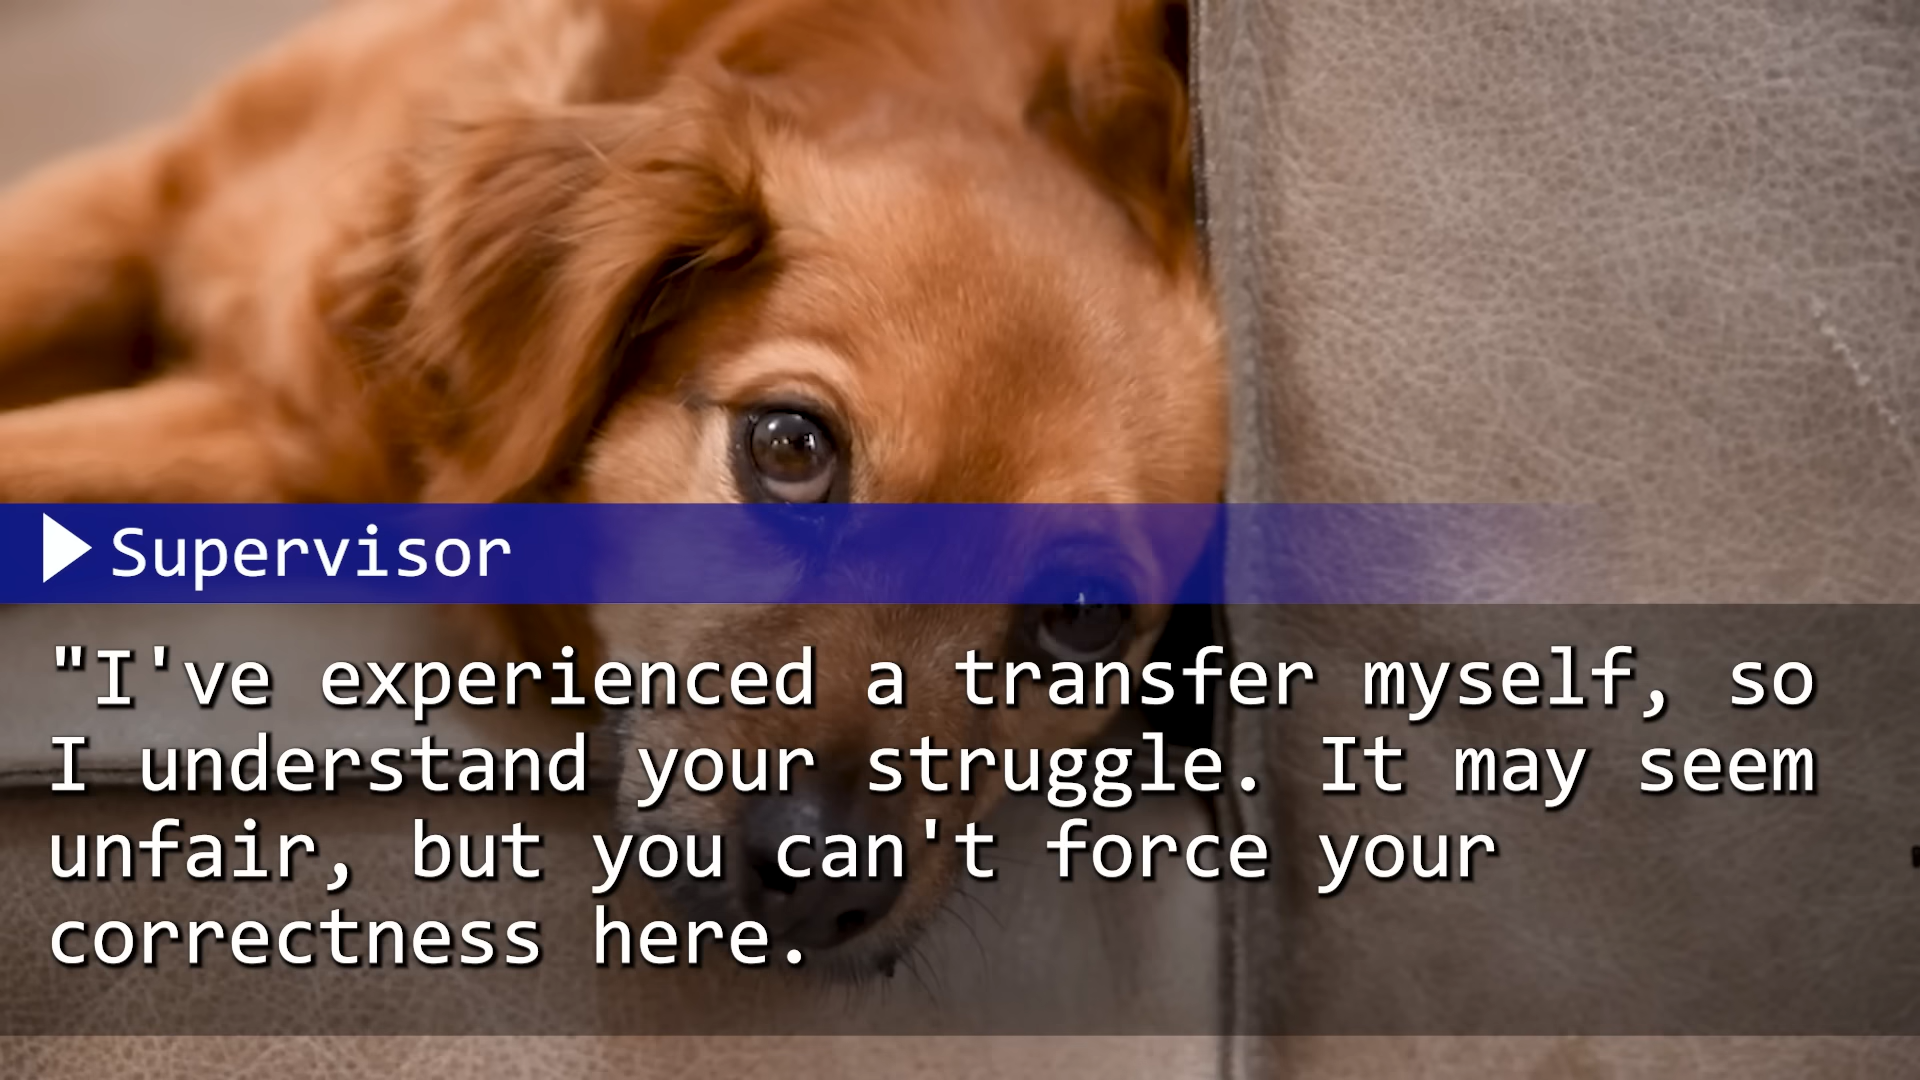 Supervisor
"I've experienced a transfer myself, so
I understand your struggle. It may seem
unfair, but you can't force your
correctness here.